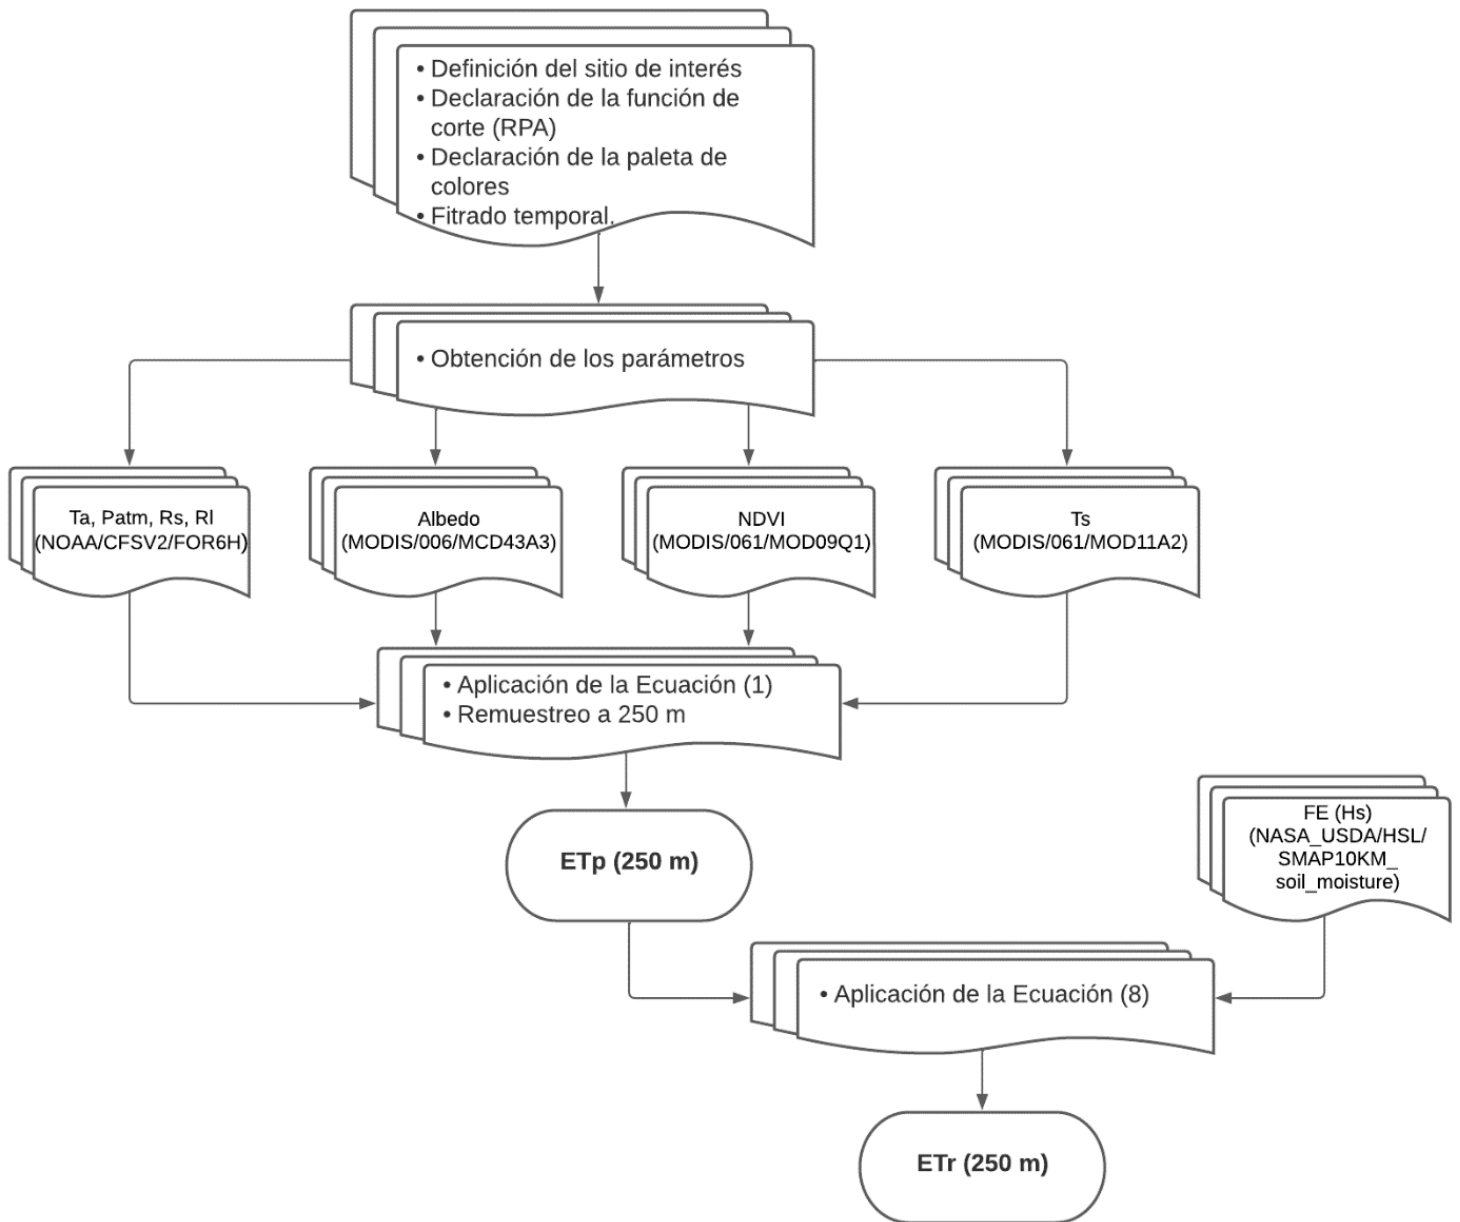 • Definición del sitio de interés
• Declaración de la función de
corte (RPA)
• Declaración de la paleta de
colores
• Fitrado temporal.
• Obtención de los parámetros
Ta, Patm, Rs, Rl
(NOAA/CFSV2/FOR6H)
Albedo
(MODIS/006/MCD43A3)
NDVI
(MODIS/061/MOD09Q1)
Ts
(MODIS/061/MOD11A2)
• Aplicación de la Ecuación (1)
• Remuestreo a 250 m
ETp (250 m)
FE (Hs)
(NASA_USDA/HSL/
SMAP10KM_
soil_moisture)
• Aplicación de la Ecuación (8)
ETr (250 m)